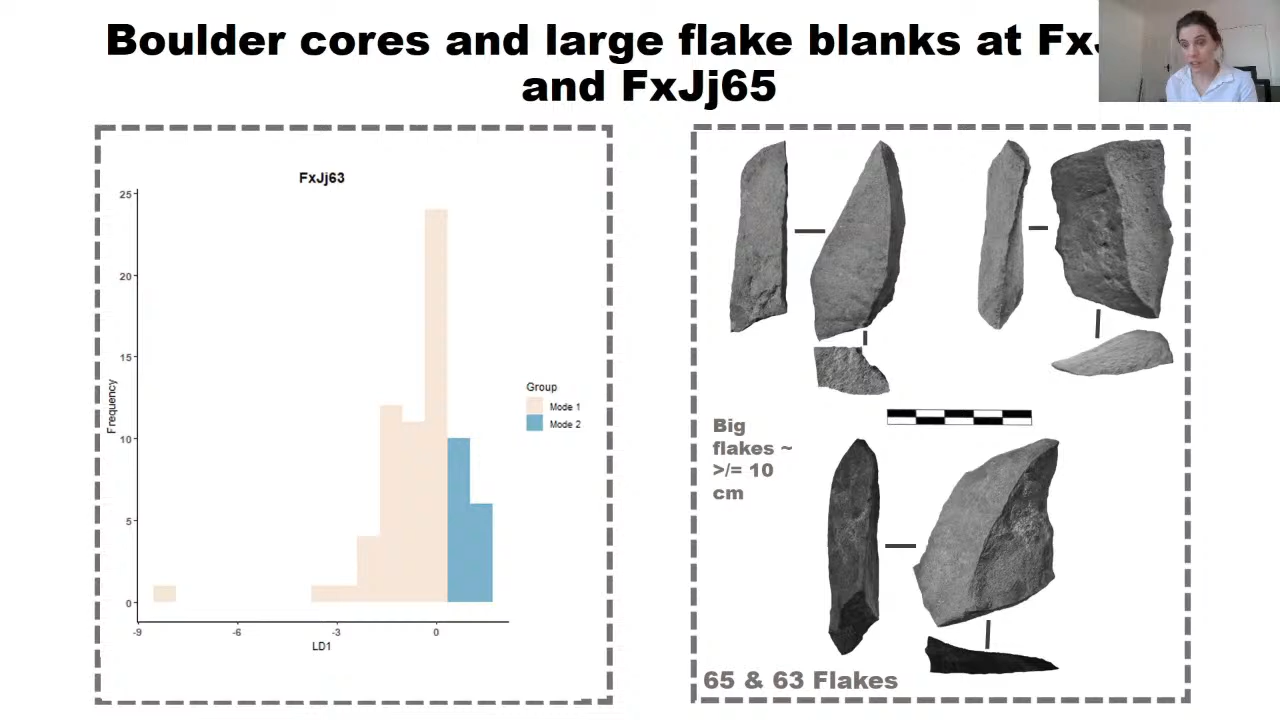 Boulder cores and large flake blanks at
and FxJj65
FxJj63
25
20
15
10
5
0
Frequency
-9
-6
-3
0
LD1
Group
Mode 1
Mode 2
Big
flakes ~
>/= 10
cm
65 & 63 Flakes